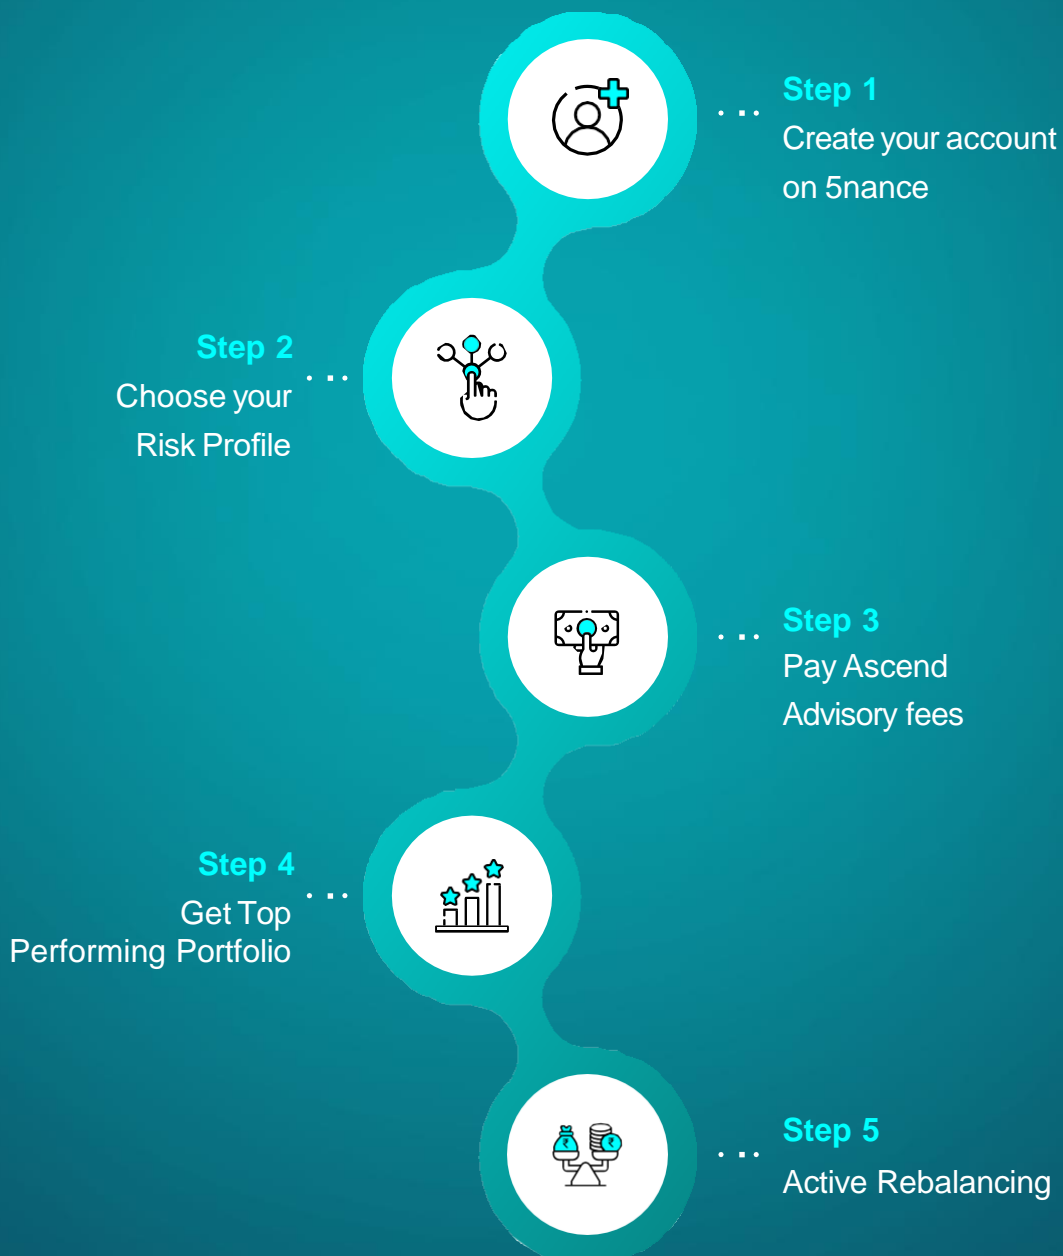 Step 1
Create your account
on 5nance
Step 2
Choose your
Risk Profile
Step 3
Pay Ascend
Advisory fees
Step 4
Get Top
Performing Portfolio
₹ ₹
Step 5
Active Rebalancing